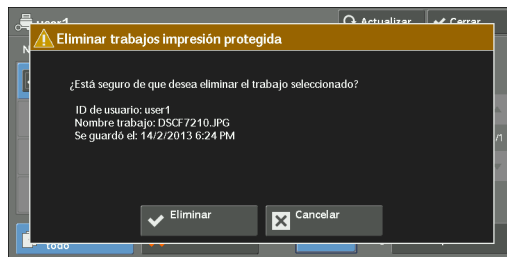 user1
Actualizar
Cerrar
Eliminar trabajos impresión protegida
¿Está seguro de que desea eliminar el trabajo seleccionado?
ID de usuario: user1
Nombre trabajo: DSCF7210.JPG
Se guardó el: 14/2/2013 6:24 PM
Eliminar
Cancelar
todo